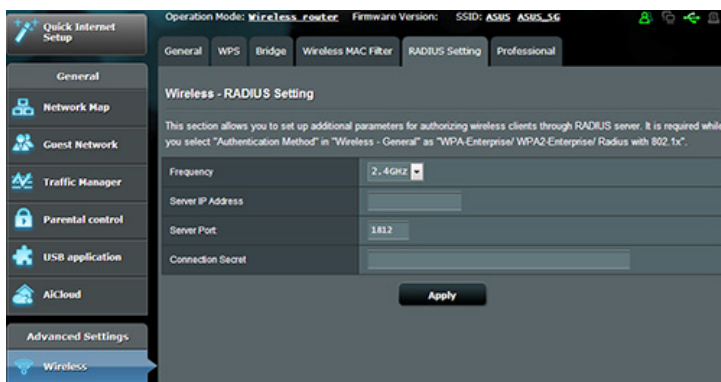 Quick Internet
Setup
Operation Mode: Wireless router Firmware Version: SSID: ASUS ASUS_5G
General WPS Bridge Wireless MAC Filter RADIUS Setting Professional
General
Network Map
Guest Network
Traffic Manager
Parental control
USB application
AiCloud
Advanced Settings
Wireless
Wireless - RADIUS Setting
This section allows you to set up additional parameters for authorizing wireless clients through RADIUS server. It is required while
you select "Authentication Method" in "Wireless - General" as "WPA-Enterprise/ WPA2-Enterprise/ Radius with 802.1x".
Frequency 2.4GHz
Server IP Address
Server Port: 1812
Connection Secret
Apply